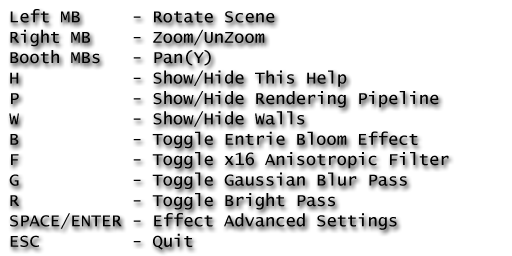 Left MB - Rotate Scene
Right MB - Zoom/UnZoom
Booth MBs - Pan(Y)
H - Show/Hide This Help
P - Show/Hide Rendering Pipeline
W - Show/Hide Walls
B - Toggle Entrie Bloom Effect
F - Toggle x16 Anisotropic Filter
G - Toggle Gaussian Blur Pass
R - Toggle Bright Pass
SPACE/ENTER - Effect Advanced Settings
ESC - Quit